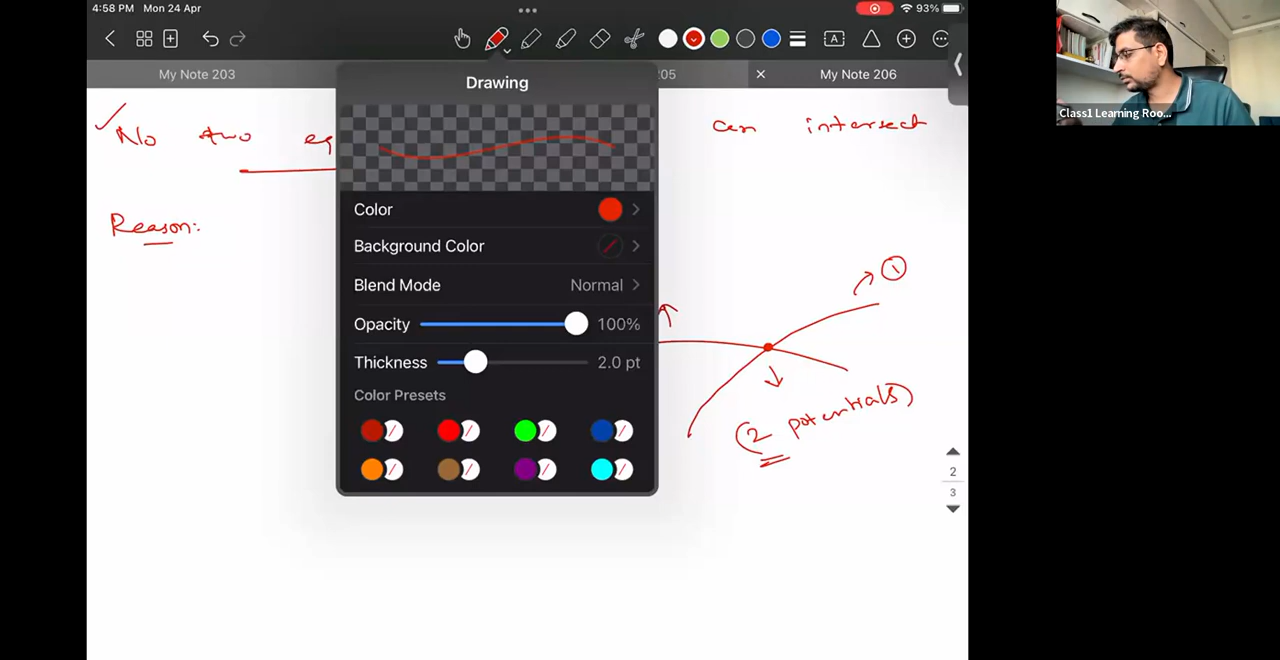 4:58 PM Mon 24 Apr
93%
My Note 203
205
My Note 206
Drawing
Color
Background Color
Blend Mode Normal
Opacity 100%
Thickness 2.0 pt
Color Presets
No two eq can intersect
Reason:
1
(2 potentials)
2
3
Class1 Learning Roo...